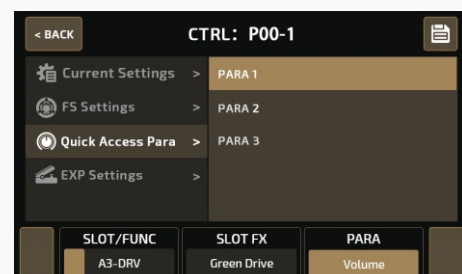 < BACK
CTRL: P00-1
Current Settings >
PARA 1
FS Settings >
PARA 2
Quick Access Para >
PARA 3
EXP Settings >
SLOT/FUNC
SLOT FX
PARA
A3-DRV
Green Drive
Volume